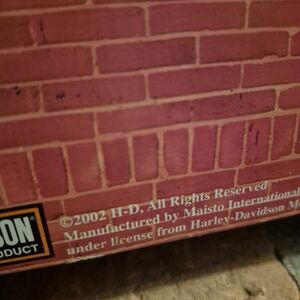 SON
ODUCT
©2002 H-D. All Rights Reserved
Manufactured by Maisto International
under license from Harley-Davidson M